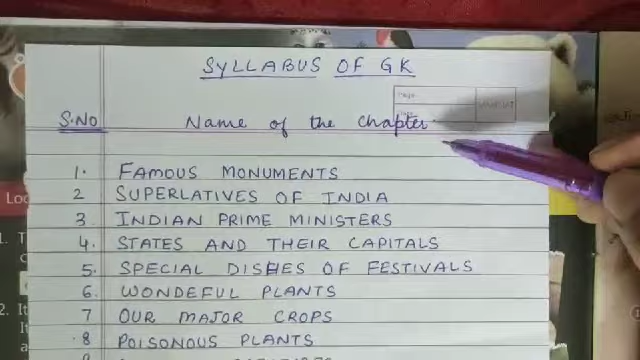 SYLLABUS OF GK
S.NO Name of the Chapter
1. FAMOUS MONUMENTS
2 SUPERLATIVES OF INDIA
3. INDIAN PRIME MINISTERS
4. STATES AND THEIR CAPITALS
5. SPECIAL DISHES OF FESTIVALS
6. WONDEFUL PLANTS
7 OUR MAJOR CROPS
8 POISONOUS PLANTS